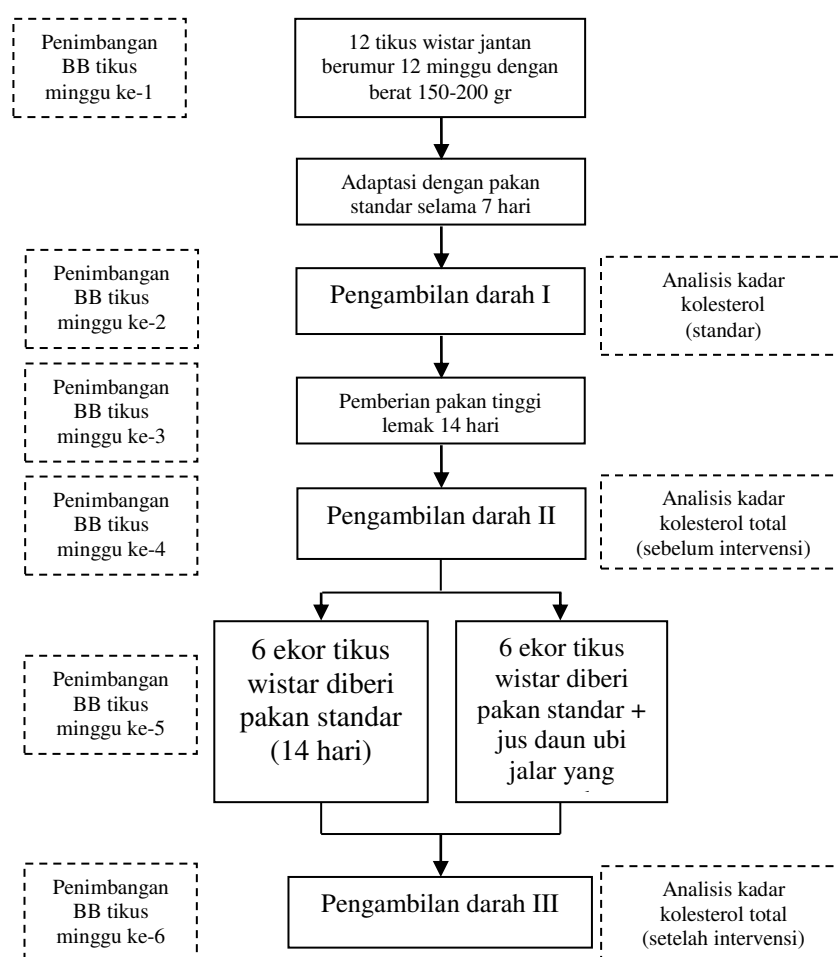 Penimbangan
BB tikus
minggu ke-1
12 tikus wistar jantan
berumur 12 minggu dengan
berat 150-200 gr
Adaptasi dengan pakan
standar selama 7 hari
Penimbangan
BB tikus
minggu ke-2
Pengambilan darah I
Analisis kadar
kolesterol
(standar)
Penimbangan
BB tikus
minggu ke-3
Pemberian pakan tinggi
lemak 14 hari
Penimbangan
BB tikus
minggu ke-4
Pengambilan darah II
Analisis kadar
kolesterol total
(sebelum intervensi)
Penimbangan
BB tikus
minggu ke-5
6 ekor tikus
wistar diberi
pakan standar
(14 hari)
6 ekor tikus
wistar diberi
pakan standar +
jus daun ubi
jalar yang
Penimbangan
BB tikus
minggu ke-6
Pengambilan darah III
Analisis kadar
kolesterol total
(setelah intervensi)